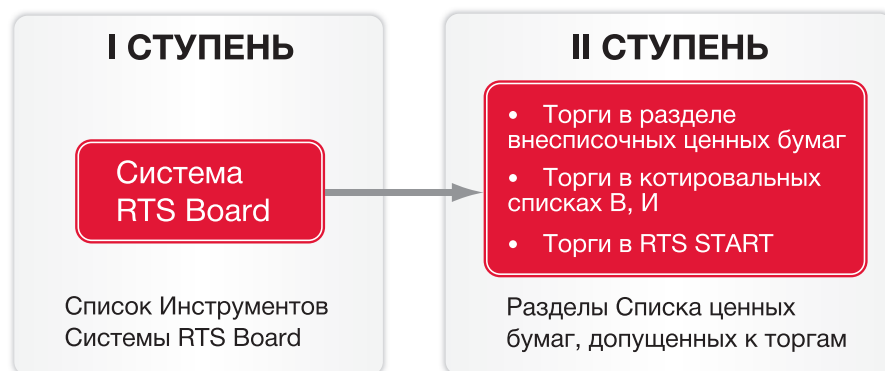 I СТУПЕНЬ
Система
RTS Board
Список Инструментов
Системы RTS Board
II СТУПЕНЬ
• Торги в разделе
внесписочных ценных бумаг
• Торги в котировальных
списках В, И
• Торги в RTS START
Разделы Списка ценных
бумаг, допущенных к торгам